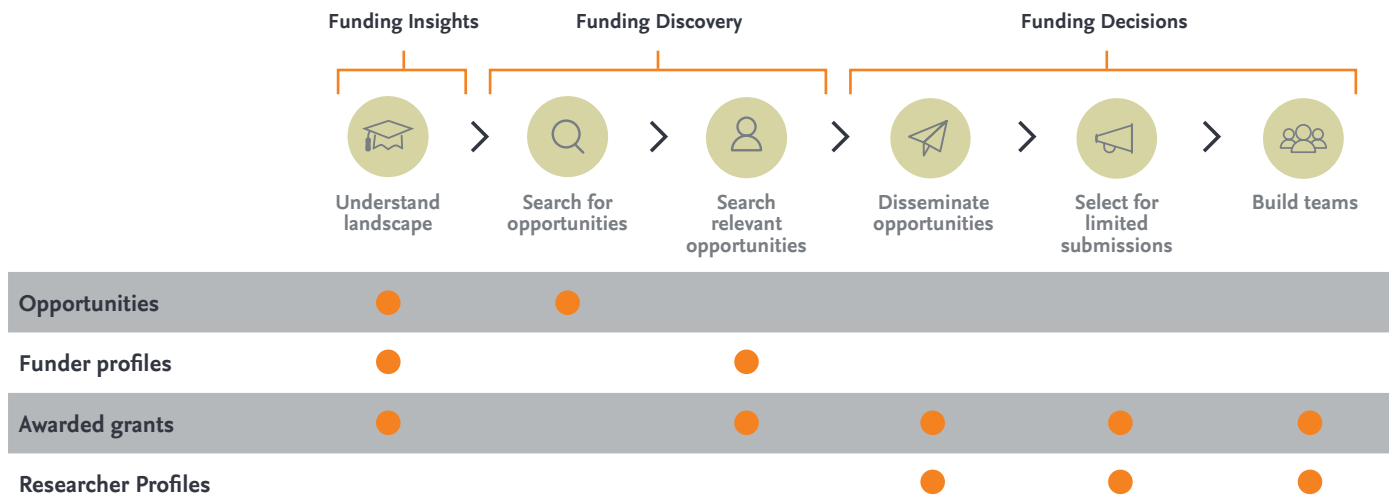 Funding Insights
Funding Discovery
Funding Decisions
Understand
landscape
Search for
opportunities
Search
relevant
opportunities
Disseminate
opportunities
Select for
limited
submissions
Build teams
Opportunities
Funder profiles
Awarded grants
Researcher Profiles